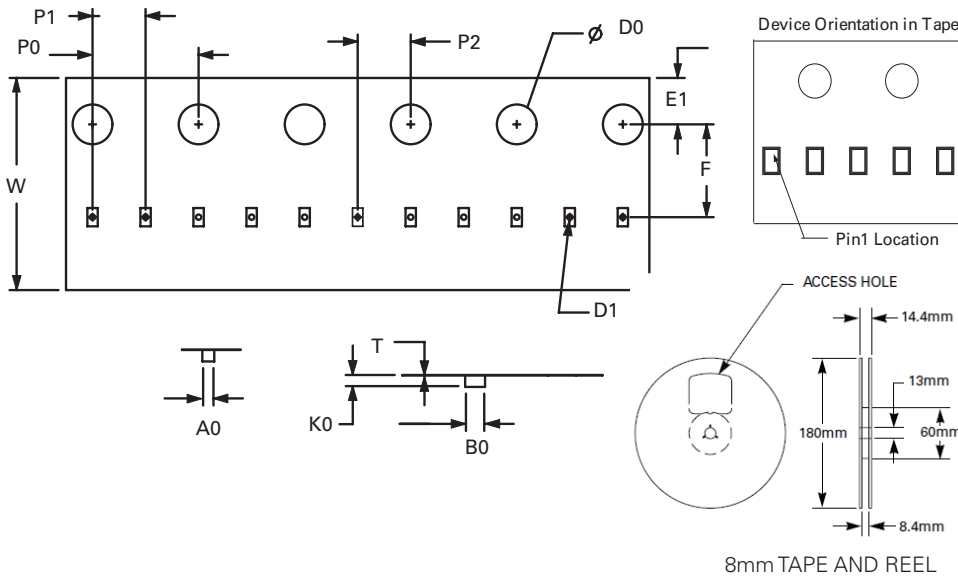 P1
P0
P2
ϕ D0
E1
W
F
D1
T
K0
A0
B0
Device Orientation in Tape
Pin1 Location
ACCESS HOLE
14.4mm
13mm
180mm
60mm
8.4mm
8mm TAPE AND REEL